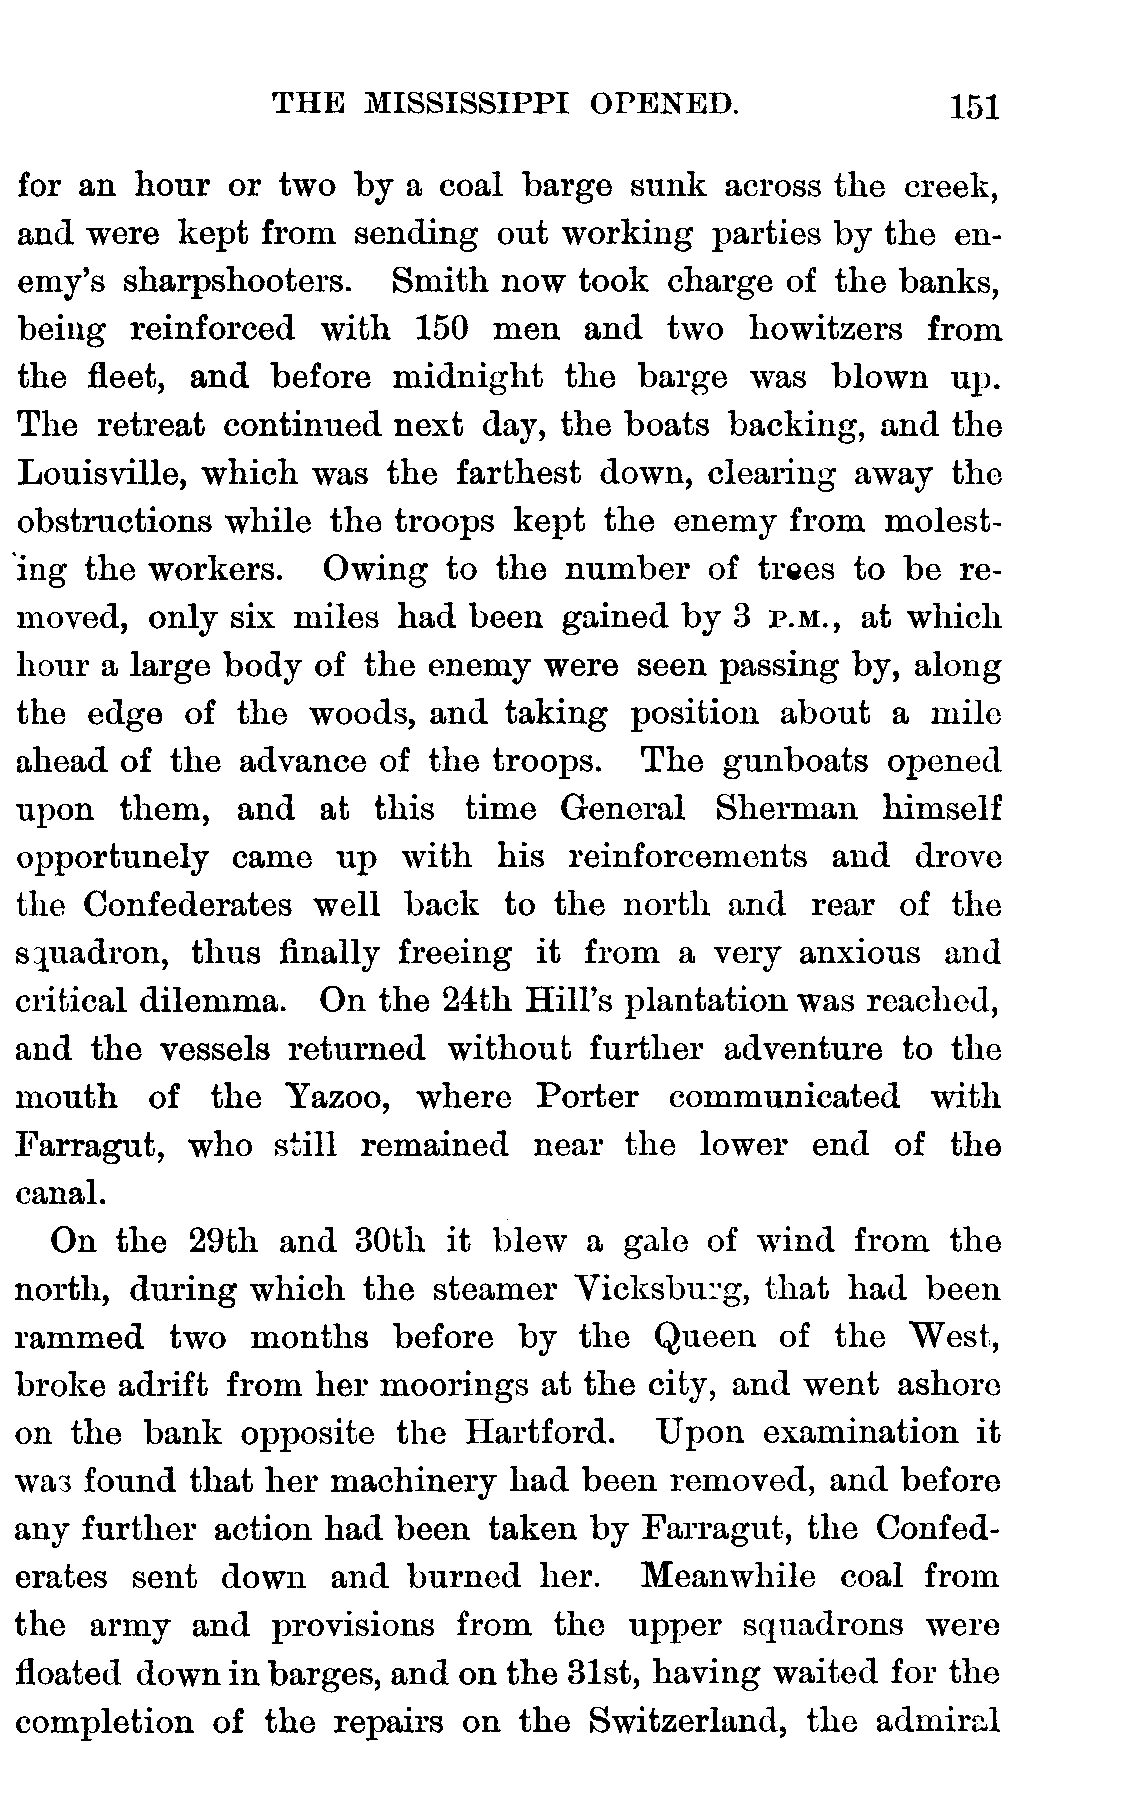 THE MISSISSIPPI OPENED. 151
for an hour or two by a coal barge sunk across the creek,
and were kept from sending out working parties by the en-
emy's sharpshooters. Smith now took charge of the banks,
being reinforced with 150 men and two howitzers from
the fleet, and before midnight the barge was blown up.
The retreat continued next day, the boats backing, and the
Louisville, which was the farthest down, clearing away the
obstructions while the troops kept the enemy from molest-
ing the workers. Owing to the number of trees to be re-
moved, only six miles had been gained by 3 P.M., at which
hour a large body of the enemy were seen passing by, along
the edge of the woods, and taking position about a mile
ahead of the advance of the troops. The gunboats opened
upon them, and at this time General Sherman himself
opportunely came up with his reinforcements and drove
the Confederates well back to the north and rear of the
squadron, thus finally freeing it from a very anxious and
critical dilemma. On the 24th Hill's plantation was reached,
and the vessels returned without further adventure to the
mouth of the Yazoo, where Porter communicated with
Farragut, who still remained near the lower end of the
canal.
On the 29th and 30th it blew a gale of wind from the
north, during which the steamer Vicksburg, that had been
rammed two months before by the Queen of the West,
broke adrift from her moorings at the city, and went ashore
on the bank opposite the Hartford. Upon examination it
was found that her machinery had been removed, and before
any further action had been taken by Farragut, the Confed-
erates sent down and burned her. Meanwhile coal from
the army and provisions from the upper squadrons were
floated down in barges, and on the 31st, having waited for the
completion of the repairs on the Switzerland, the admiral